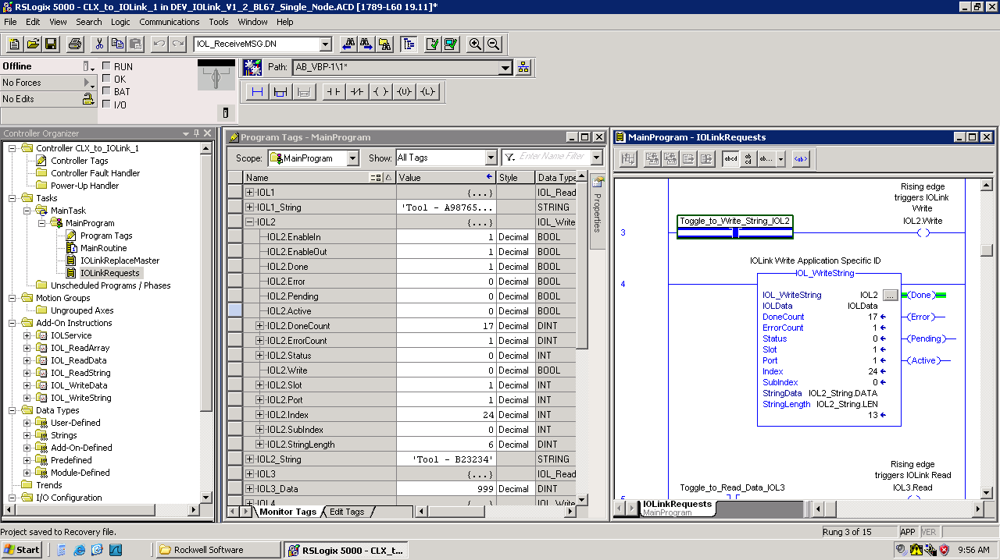 RSLogix 5000 - CLX_to_IOLink_1 in DEV_IOLink_V1_2_BL67_Single_Node.ACD [1789-L60 19.11]*
File Edit View Search Logic Communications Tools Window Help
IOL_ReceiveMSG.DN
Offline
RUN
No Forces
OK
No Edits
BAT
I/O
Path: AB_VBP-1\1*
Controller Organizer
Controller CLX_to_IOLink_1
Controller Tags
Controller Fault Handler
Power-Up Handler
Tasks
MainTask
MainProgram
Program Tags
MainRoutine
IOLinkReplaceMaster
IOLinkRequests
Unscheduled Programs / Phases
Motion Groups
Ungrouped Axes
Add-On Instructions
IOLService
IOL_ReadArray
IOL_ReadData
IOL_ReadString
IOL_WriteData
IOL_WriteString
Data Types
User-Defined
Strings
Add-On-Defined
Predefined
Module-Defined
Trends
I/O Configuration
Program Tags - MainProgram
Scope: MainProgram Show: All Tags Enter Name Filter
Name Value Style Data Type
IOL1 {...} IOL_Read
IOL1_String 'Tool - A98765... STRING
IOL2 {...} IOL_Write
IOL2.EnableIn 1 Decimal BOOL
IOL2.EnableOut 1 Decimal BOOL
IOL2.Done 1 Decimal BOOL
IOL2.Error 0 Decimal BOOL
IOL2.Pending 0 Decimal BOOL
IOL2.Active 0 Decimal BOOL
IOL2.DoneCount 17 Decimal DINT
IOL2.ErrorCount 1 Decimal DINT
IOL2.Status 0 Decimal INT
IOL2.Write 0 Decimal BOOL
IOL2.Slot 1 Decimal INT
IOL2.Port 1 Decimal INT
IOL2.Index 24 Decimal INT
IOL2.SubIndex 0 Decimal INT
IOL2.StringLength 6 Decimal DINT
IOL2_String 'Tool - B23234' STRING
IOL3 {...} IOL_Read
IOL3_Data 999 Decimal DINT
IOL4 {...} IOL_Write
Monitor Tags Edit Tags
Properties
MainProgram - IOLinkRequests
abcd ab cd ab... <ab>
Rising edge
triggers IOLink
Write
Toggle_to_Write_String_IOL2 IOL2.Write
3
IOLink Write Application Specific ID
IOL_WriteString
4
IOL_WriteString IOL2 ... (Done)
IOLData IOLData
DoneCount 17 (Error)
ErrorCount 1
Status 0 (Pending)
Slot 1
Port 1 (Active)
Index 24
SubIndex 0
StringData IOL2_String.DATA
StringLength IOL2_String.LEN
13
Rising edge
triggers IOLink Read
Toggle_to_Read_Data_IOL3 IOL3.Read
5
IOLinkRequests
MainProgram
Project saved to Recovery file.
Rung 3 of 15 APP VER
Start Rockwell Software RSLogix 5000 - CLX_t... 9:56 AM